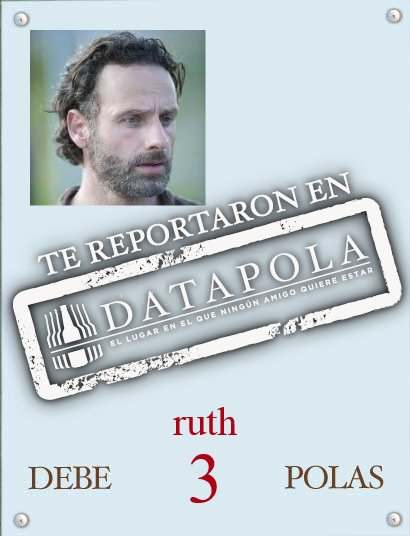 TE REPORTARON EN
DATAPOLA
EL LUGAR EN EL QUE NINGÚN AMIGO QUIERE ESTAR
ruth
DEBE 3 POLAS